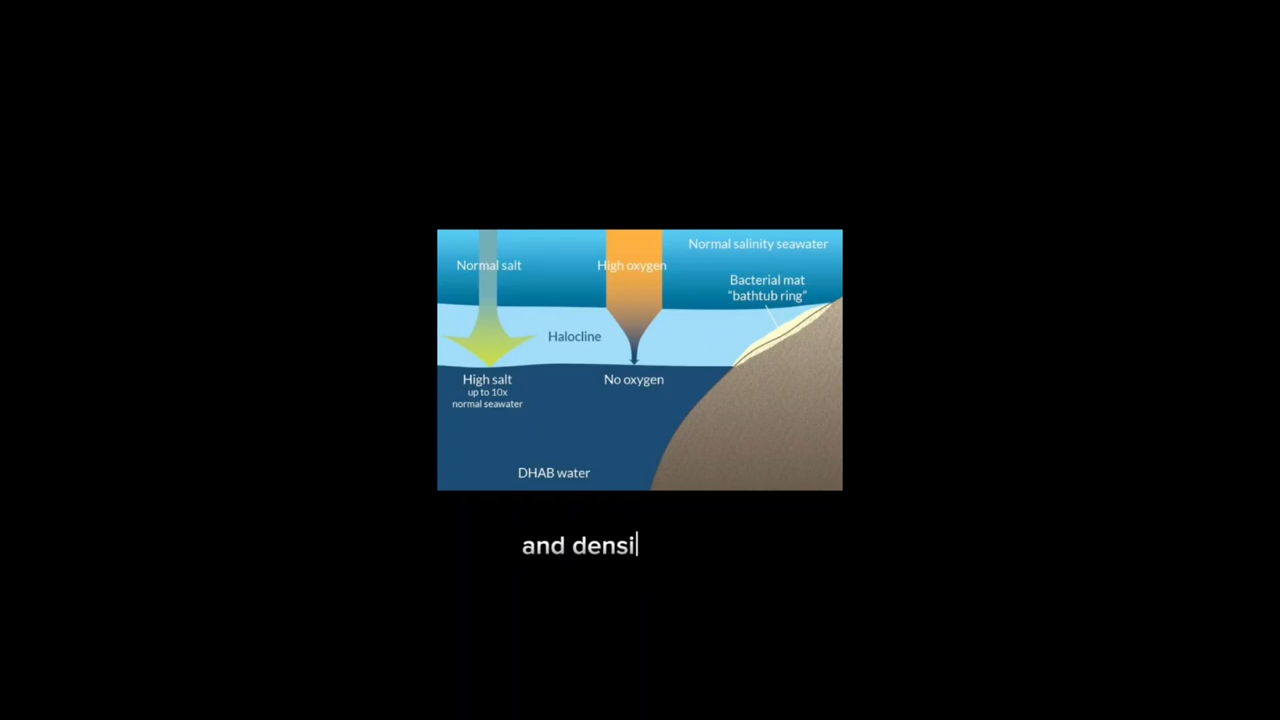 Normal salinity seawater
Normal salt
High oxygen
Bacterial mat
“bathtub ring”
Halocline
High salt
up to 10x
normal seawater
No oxygen
DHAB water
and densi